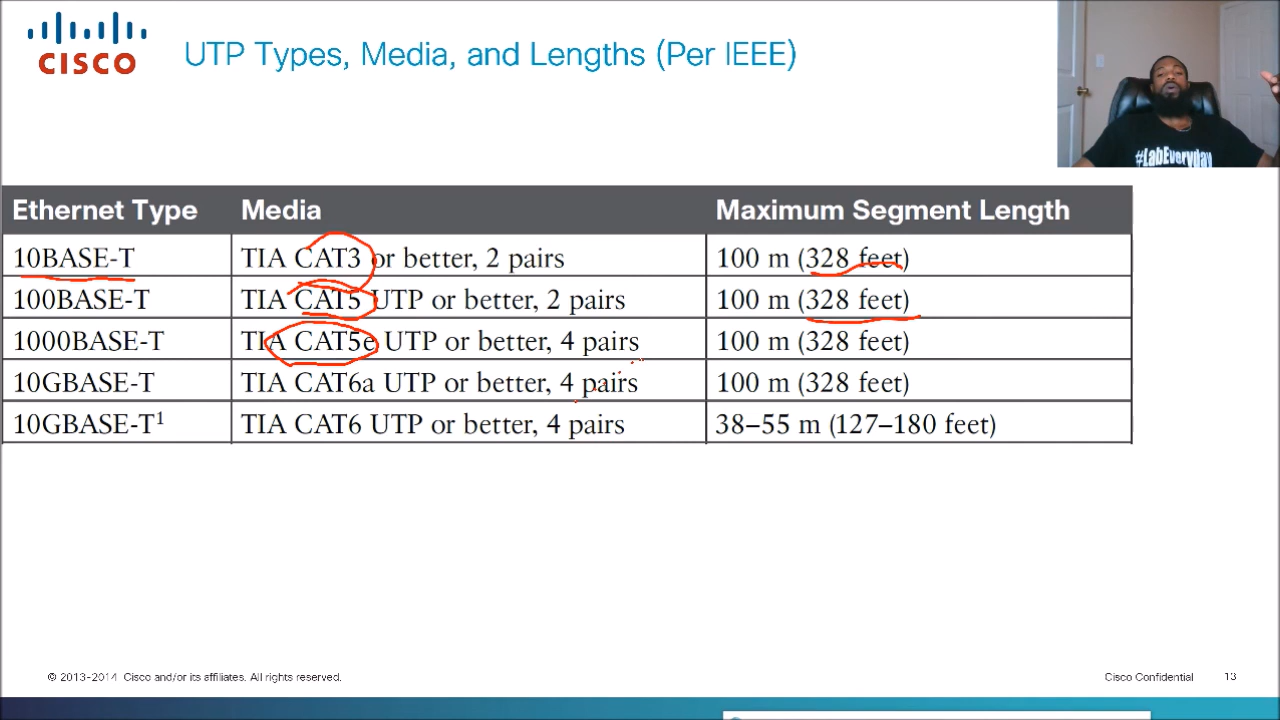 CISCO
UTP Types, Media, and Lengths (Per IEEE)
#LabEveryday
Ethernet Type Media Maximum Segment Length
10BASE-T TIA CAT3 or better, 2 pairs 100 m (328 feet)
100BASE-T TIA CAT5 UTP or better, 2 pairs 100 m (328 feet)
1000BASE-T TIA CAT5e UTP or better, 4 pairs 100 m (328 feet)
10GBASE-T TIA CAT6a UTP or better, 4 pairs 100 m (328 feet)
10GBASE-T¹ TIA CAT6 UTP or better, 4 pairs 38–55 m (127–180 feet)
© 2013-2014 Cisco and/or its affiliates. All rights reserved. Cisco Confidential 13